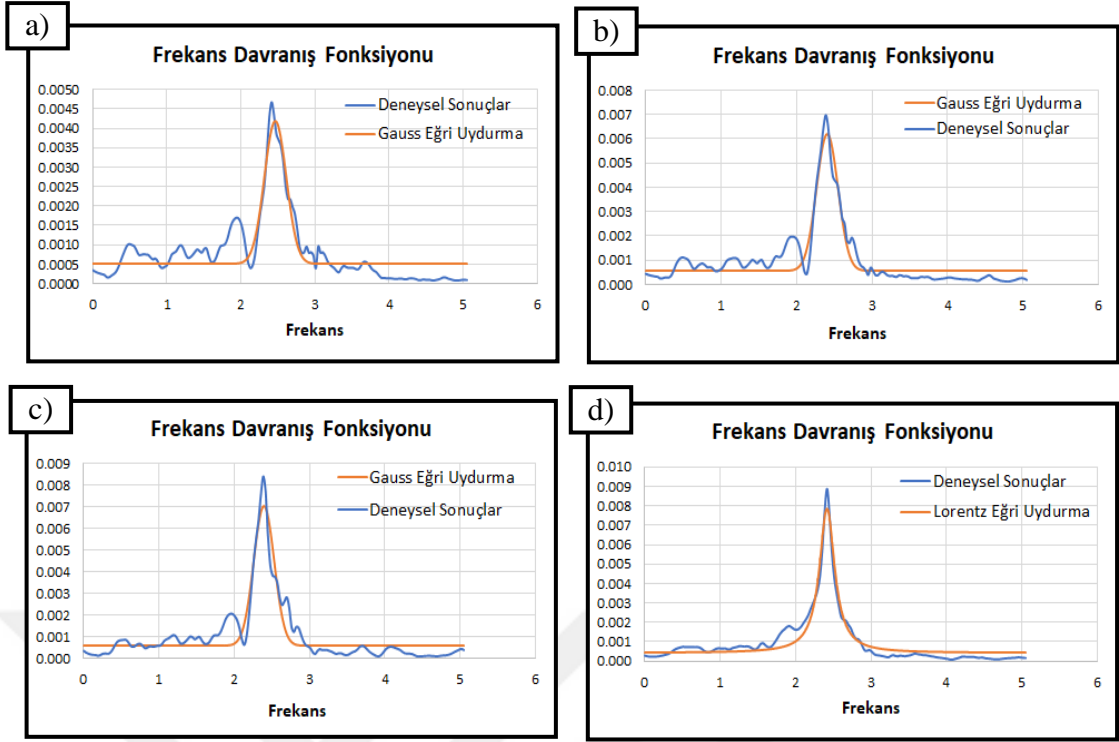 a)
Frekans Davranış Fonksiyonu
0.0050
0.0045
0.0040
0.0035
0.0030
0.0025
0.0020
0.0015
0.0010
0.0005
0.0000
Deneysel Sonuçlar
Gauss Eğri Uydurma
0 1 2 3 4 5 6
Frekans
b)
Frekans Davranış Fonksiyonu
0.008
0.007
0.006
0.005
0.004
0.003
0.002
0.001
0.000
Gauss Eğri Uydurma
Deneysel Sonuçlar
0 1 2 3 4 5 6
Frekans
c)
Frekans Davranış Fonksiyonu
0.009
0.008
0.007
0.006
0.005
0.004
0.003
0.002
0.001
0.000
Gauss Eğri Uydurma
Deneysel Sonuçlar
0 1 2 3 4 5 6
Frekans
d)
Frekans Davranış Fonksiyonu
0.010
0.009
0.008
0.007
0.006
0.005
0.004
0.003
0.002
0.001
0.000
Deneysel Sonuçlar
Lorentz Eğri Uydurma
0 1 2 3 4 5 6
Frekans